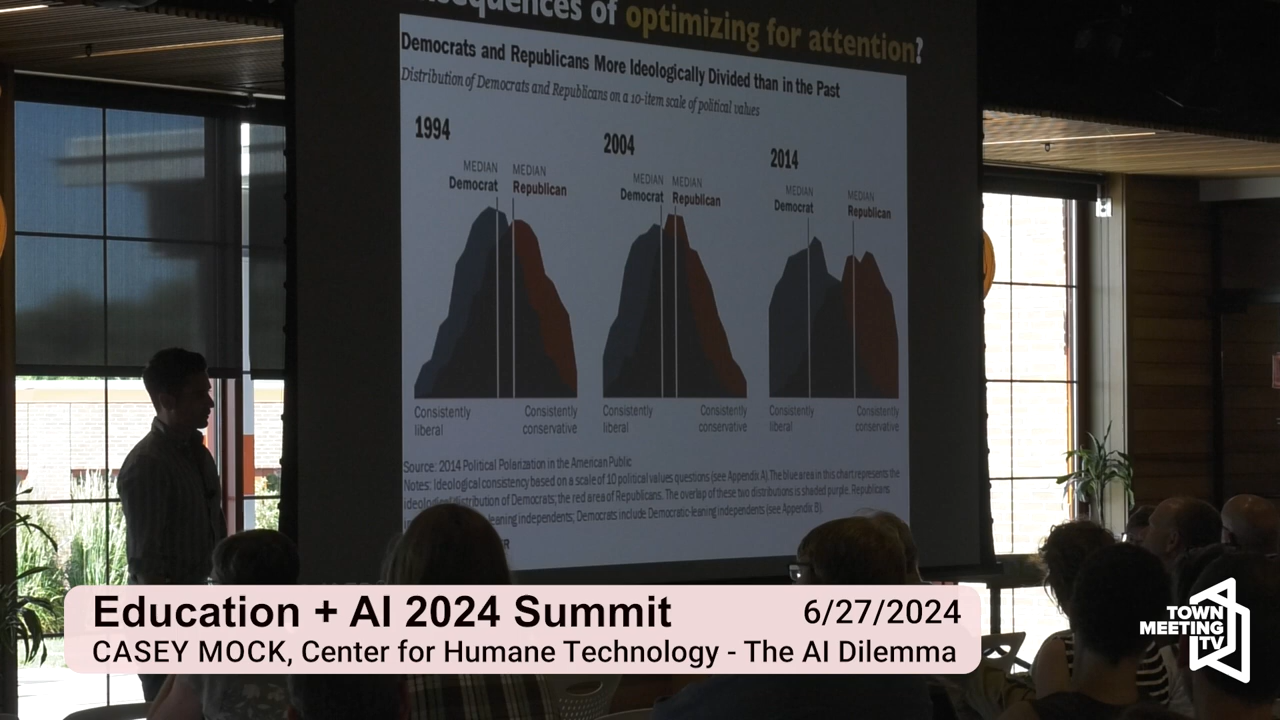 sequences of optimizing for attention?
Democrats and Republicans More Ideologically Divided than in the Past
Distribution of Democrats and Republicans on a 10-item scale of political values
1994
2004
2014
MEDIAN
Democrat
MEDIAN
Republican
MEDIAN
Democrat
MEDIAN
Republican
MEDIAN
Democrat
MEDIAN
Republican
Consistently
liberal
Consistently
conservative
Consistently
liberal
Consistently
conservative
Consistently
liberal
Consistently
conservative
Source: 2014 Political Polarization in the American Public
Notes: Ideological consistency based on a scale of 10 political values questions (see Appendix A). The blue area in this chart represents the
ideological distribution of Democrats, the red area of Republicans. The overlap of these two distributions is shaded purple. Republicans
leaning independents; Democrats include Democratic-leaning independents (see Appendix B).
Education + AI 2024 Summit 6/27/2024
CASEY MOCK, Center for Humane Technology - The AI Dilemma
TOWN
MEETING
TV